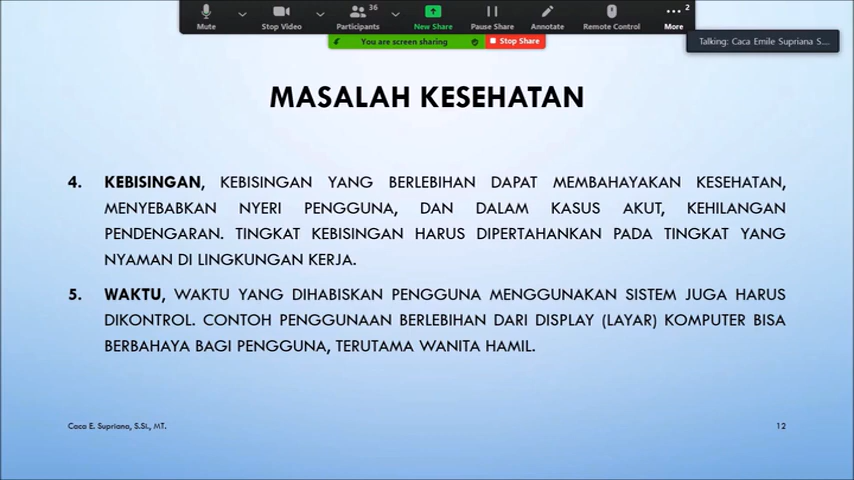 36
2
Mute
Stop Video
Participants
New Share
Pause Share
Annotate
Remote Control
More
You are screen sharing
Stop Share
Talking: Caca Emile Supriana S....
MASALAH KESEHATAN
4. KEBISINGAN, KEBISINGAN YANG BERLEBIHAN DAPAT MEMBAHAYAKAN KESEHATAN,
MENYEBABKAN NYERI PENGGUNA, DAN DALAM KASUS AKUT, KEHILANGAN
PENDENGARAN. TINGKAT KEBISINGAN HARUS DIPERTAHANKAN PADA TINGKAT YANG
NYAMAN DI LINGKUNGAN KERJA.
5. WAKTU, WAKTU YANG DIHABISKAN PENGGUNA MENGGUNAKAN SISTEM JUGA HARUS
DIKONTROL. CONTOH PENGGUNAAN BERLEBIHAN DARI DISPLAY (LAYAR) KOMPUTER BISA
BERBAHAYA BAGI PENGGUNA, TERUTAMA WANITA HAMIL.
Caca E. Supriana, S.Si., MT.
12